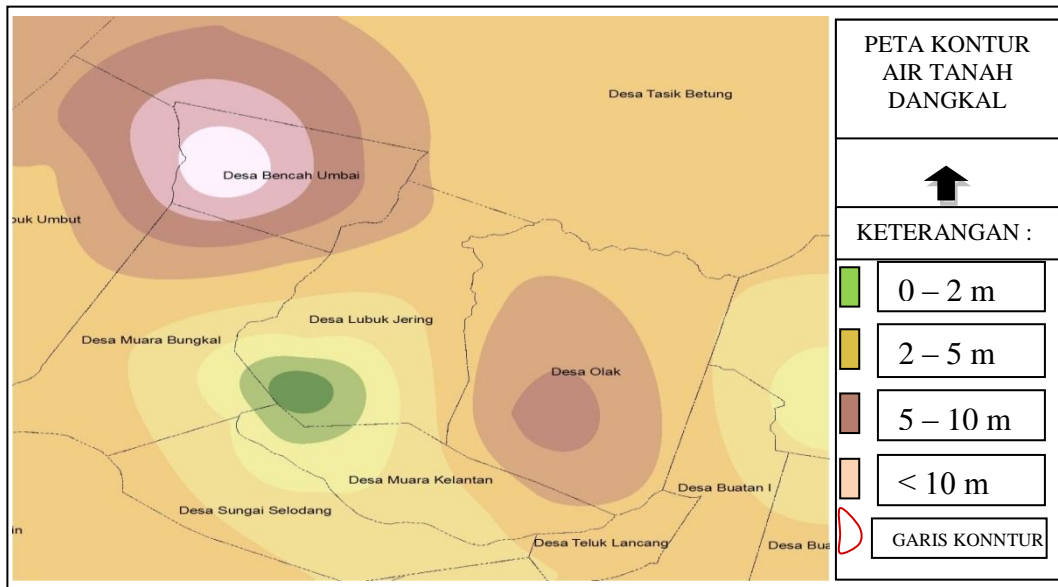 Desa Tasik Betung
Desa Bencah Umbai
buk Umbut
Desa Lubuk Jering
Desa Muara Bungkal
Desa Olak
Desa Muara Kelantan
Desa Buatan I
Desa Sungai Selodang
in
Desa Teluk Lancang
Desa Bua
PETA KONTUR
AIR TANAH
DANGKAL
KETERANGAN :
0 – 2 m
2 – 5 m
5 – 10 m
< 10 m
GARIS KONNTUR